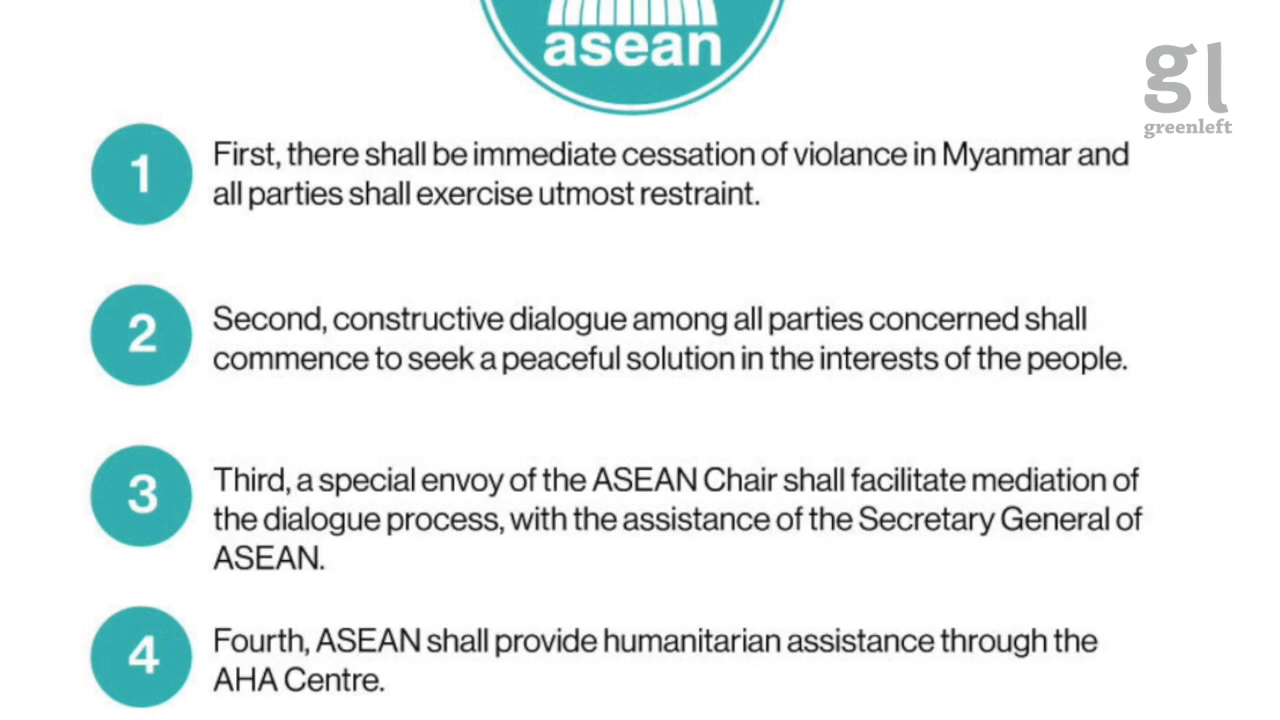 asean
gl
greenleft
1
First, there shall be immediate cessation of violance in Myanmar and
all parties shall exercise utmost restraint.
2
Second, constructive dialogue among all parties concerned shall
commence to seek a peaceful solution in the interests of the people.
3
Third, a special envoy of the ASEAN Chair shall facilitate mediation of
the dialogue process, with the assistance of the Secretary General of
ASEAN.
4
Fourth, ASEAN shall provide humanitarian assistance through the
AHA Centre.